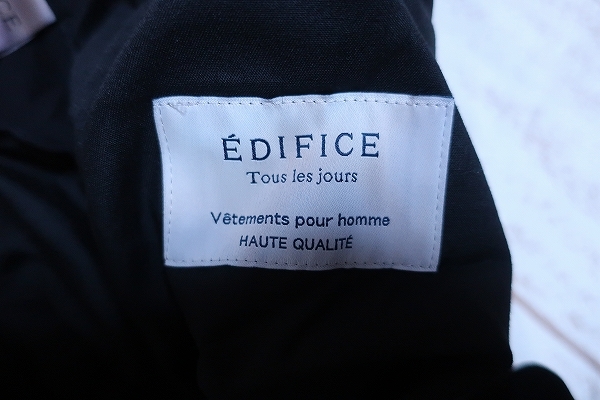 ÉDIFICE
Tous les jours
Vêtements pour homme
HAUTE QUALITÉ